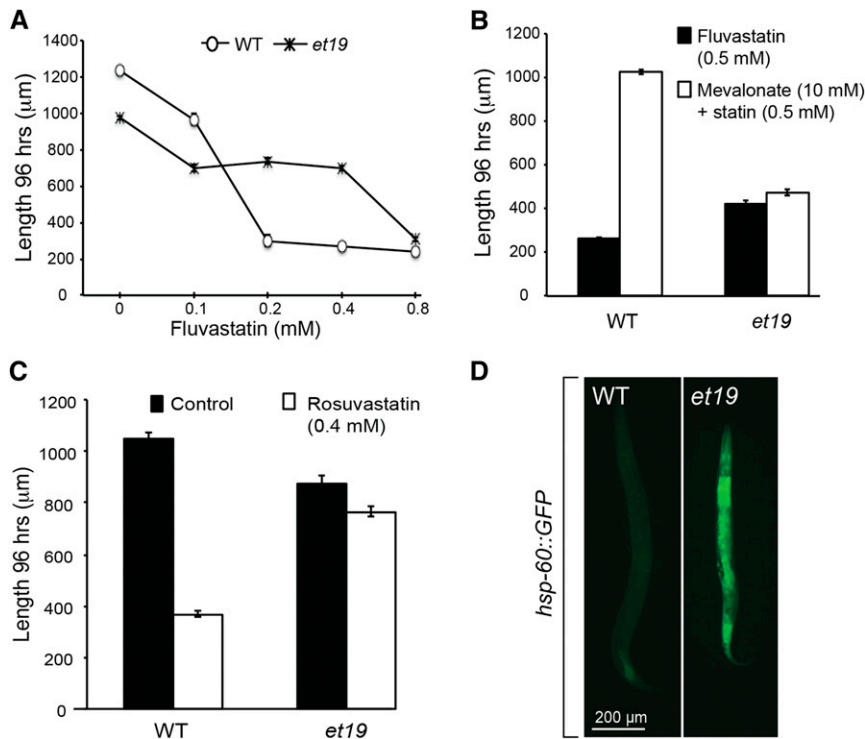 A
WT
et19
Length 96 hrs (μm)
1400
1200
1000
800
600
400
200
0
0
0.1
0.2
0.4
0.8
Fluvastatin (mM)
B
Length 96 hrs (μm)
1200
1000
800
600
400
200
0
Fluvastatin
(0.5 mM)
Mevalonate (10 mM)
+ statin (0.5 mM)
WT
et19
C
Length 96 hrs (μm)
1200
1000
800
600
400
200
0
Control
Rosuvastatin
(0.4 mM)
WT
et19
D
hsp-60::GFP
WT
et19
200 μm